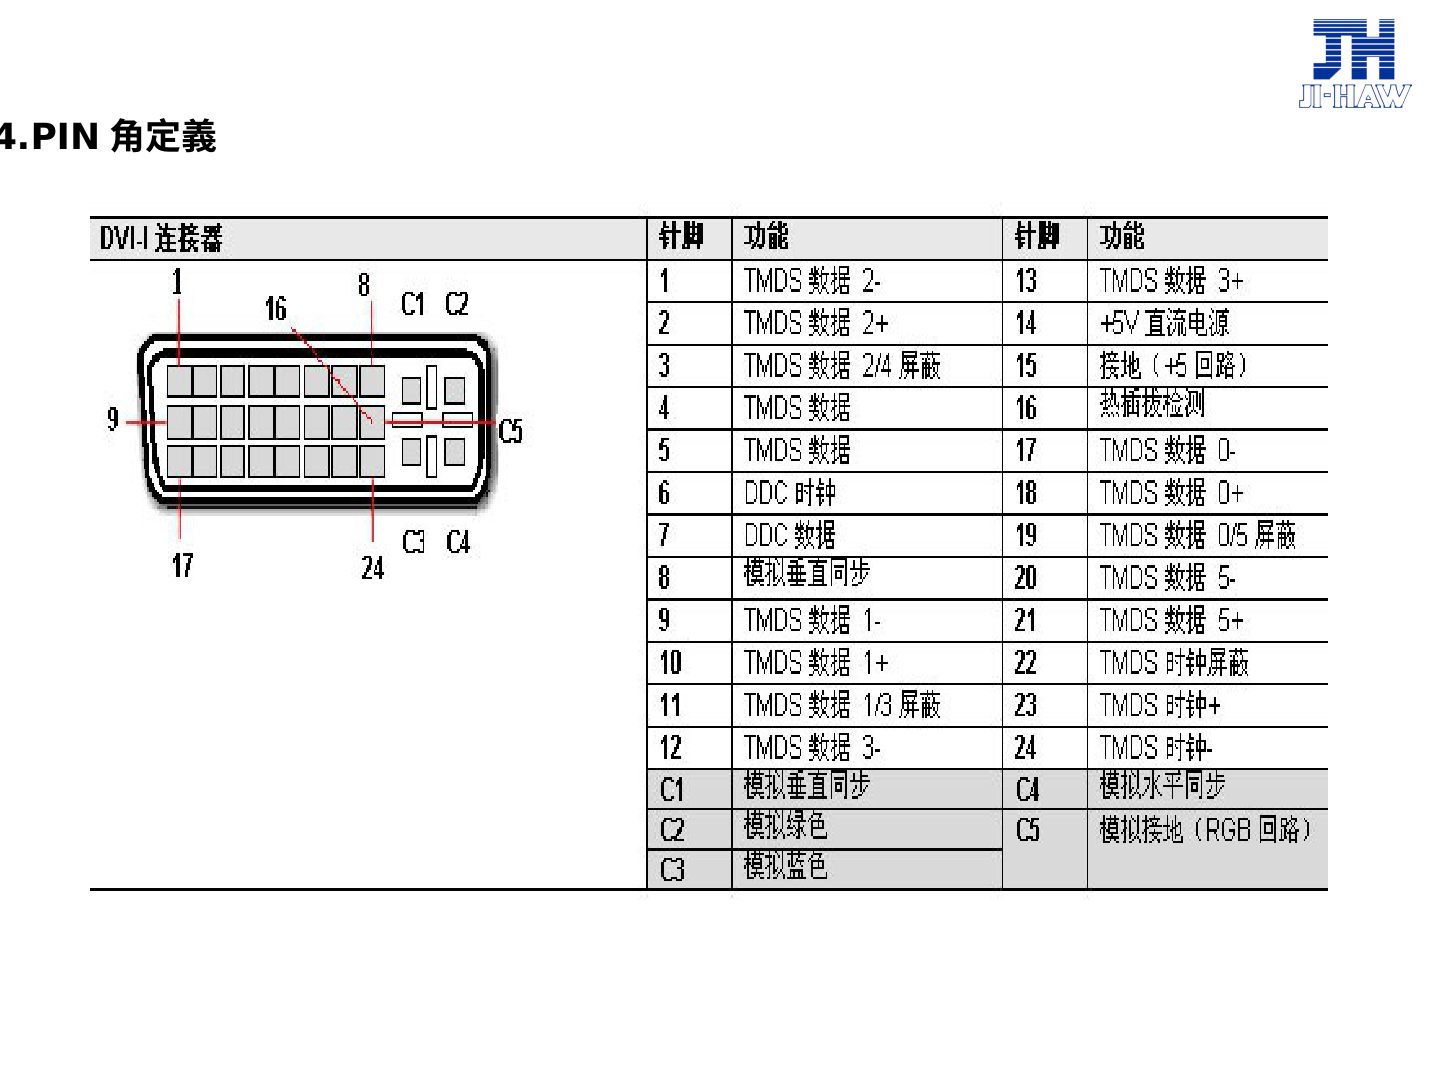 JH
JI-HAW
4.PIN 角定義
DVI-I 连接器 针脚 功能 针脚 功能
1 8 16 C1 C2 9 C5 C3 C4 17 24
1 TMDS 数据 2- 13 TMDS 数据 3+
2 TMDS 数据 2+ 14 +5V 直流电源
3 TMDS 数据 2/4 屏蔽 15 接地（+5 回路）
4 TMDS 数据 16 热插拔检测
5 TMDS 数据 17 TMDS 数据 0-
6 DDC 时钟 18 TMDS 数据 0+
7 DDC 数据 19 TMDS 数据 0/5 屏蔽
8 模拟垂直同步 20 TMDS 数据 5-
9 TMDS 数据 1- 21 TMDS 数据 5+
10 TMDS 数据 1+ 22 TMDS 时钟屏蔽
11 TMDS 数据 1/3 屏蔽 23 TMDS 时钟+
12 TMDS 数据 3- 24 TMDS 时钟-
C1 模拟垂直同步 C4 模拟水平同步
C2 模拟绿色 C5 模拟接地（RGB 回路）
C3 模拟蓝色